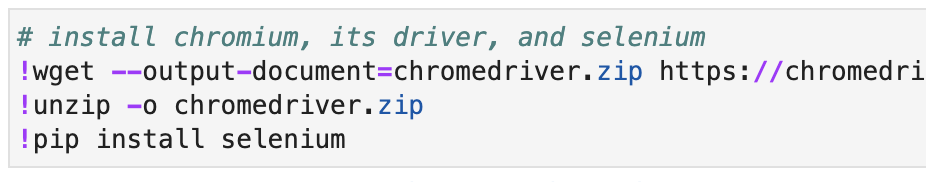 # install chromium, its driver, and selenium
!wget --output-document=chromedriver.zip https://chromedri
!unzip -o chromedriver.zip
!pip install selenium